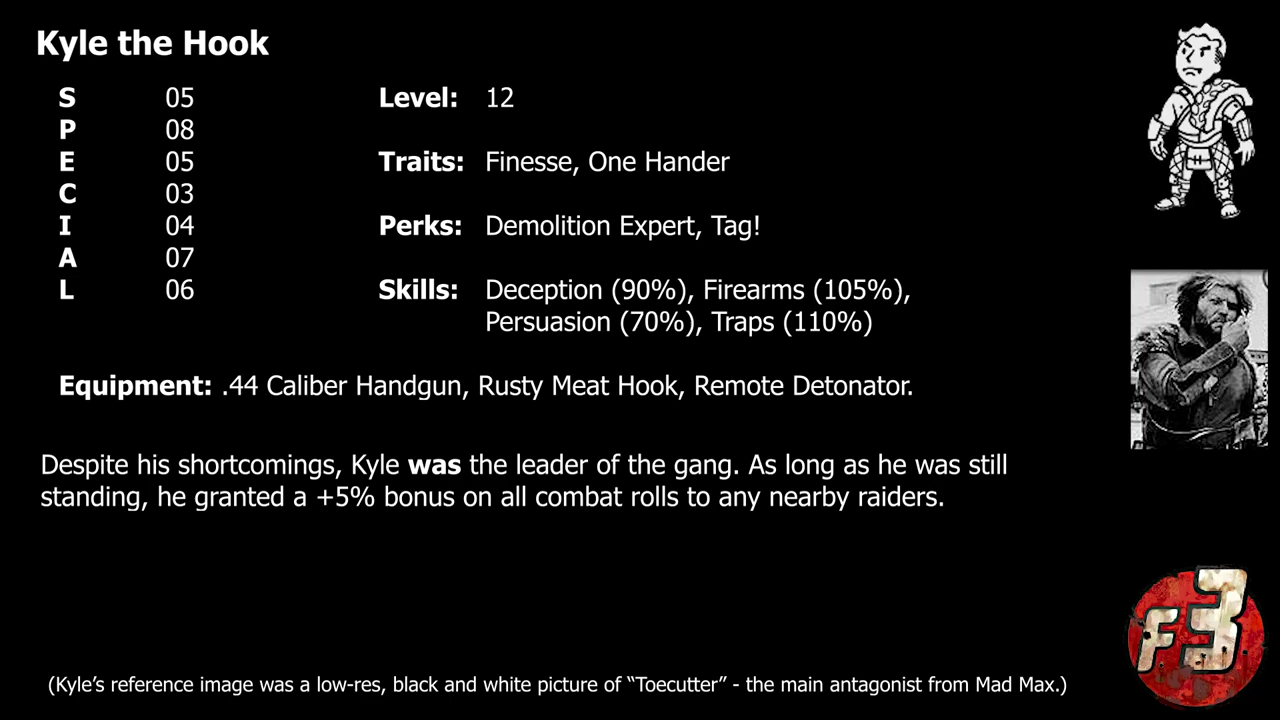 Kyle the Hook
S 05 Level: 12
P 08
E 05 Traits: Finesse, One Hander
C 03
I 04 Perks: Demolition Expert, Tag!
A 07
L 06 Skills: Deception (90%), Firearms (105%),
Persuasion (70%), Traps (110%)
Equipment: .44 Caliber Handgun, Rusty Meat Hook, Remote Detonator.
Despite his shortcomings, Kyle was the leader of the gang. As long as he was still
standing, he granted a +5% bonus on all combat rolls to any nearby raiders.
F3
(Kyle’s reference image was a low-res, black and white picture of “Toecutter” - the main antagonist from Mad Max.)